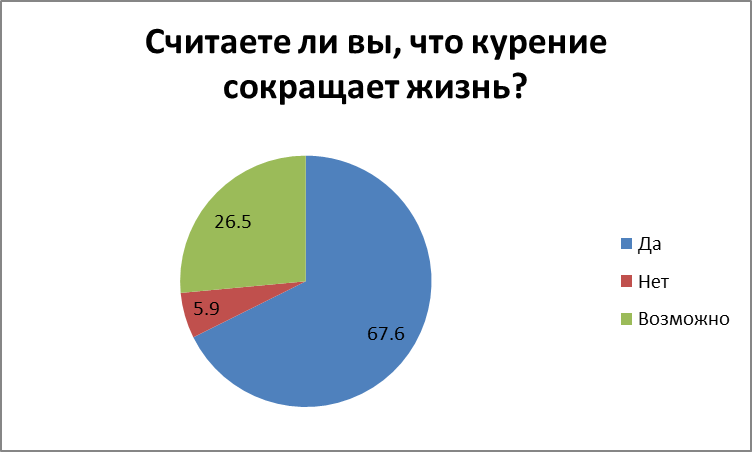 Считаете ли вы, что курение
сокращает жизнь?
26.5
5.9
67.6
Да
Нет
Возможно